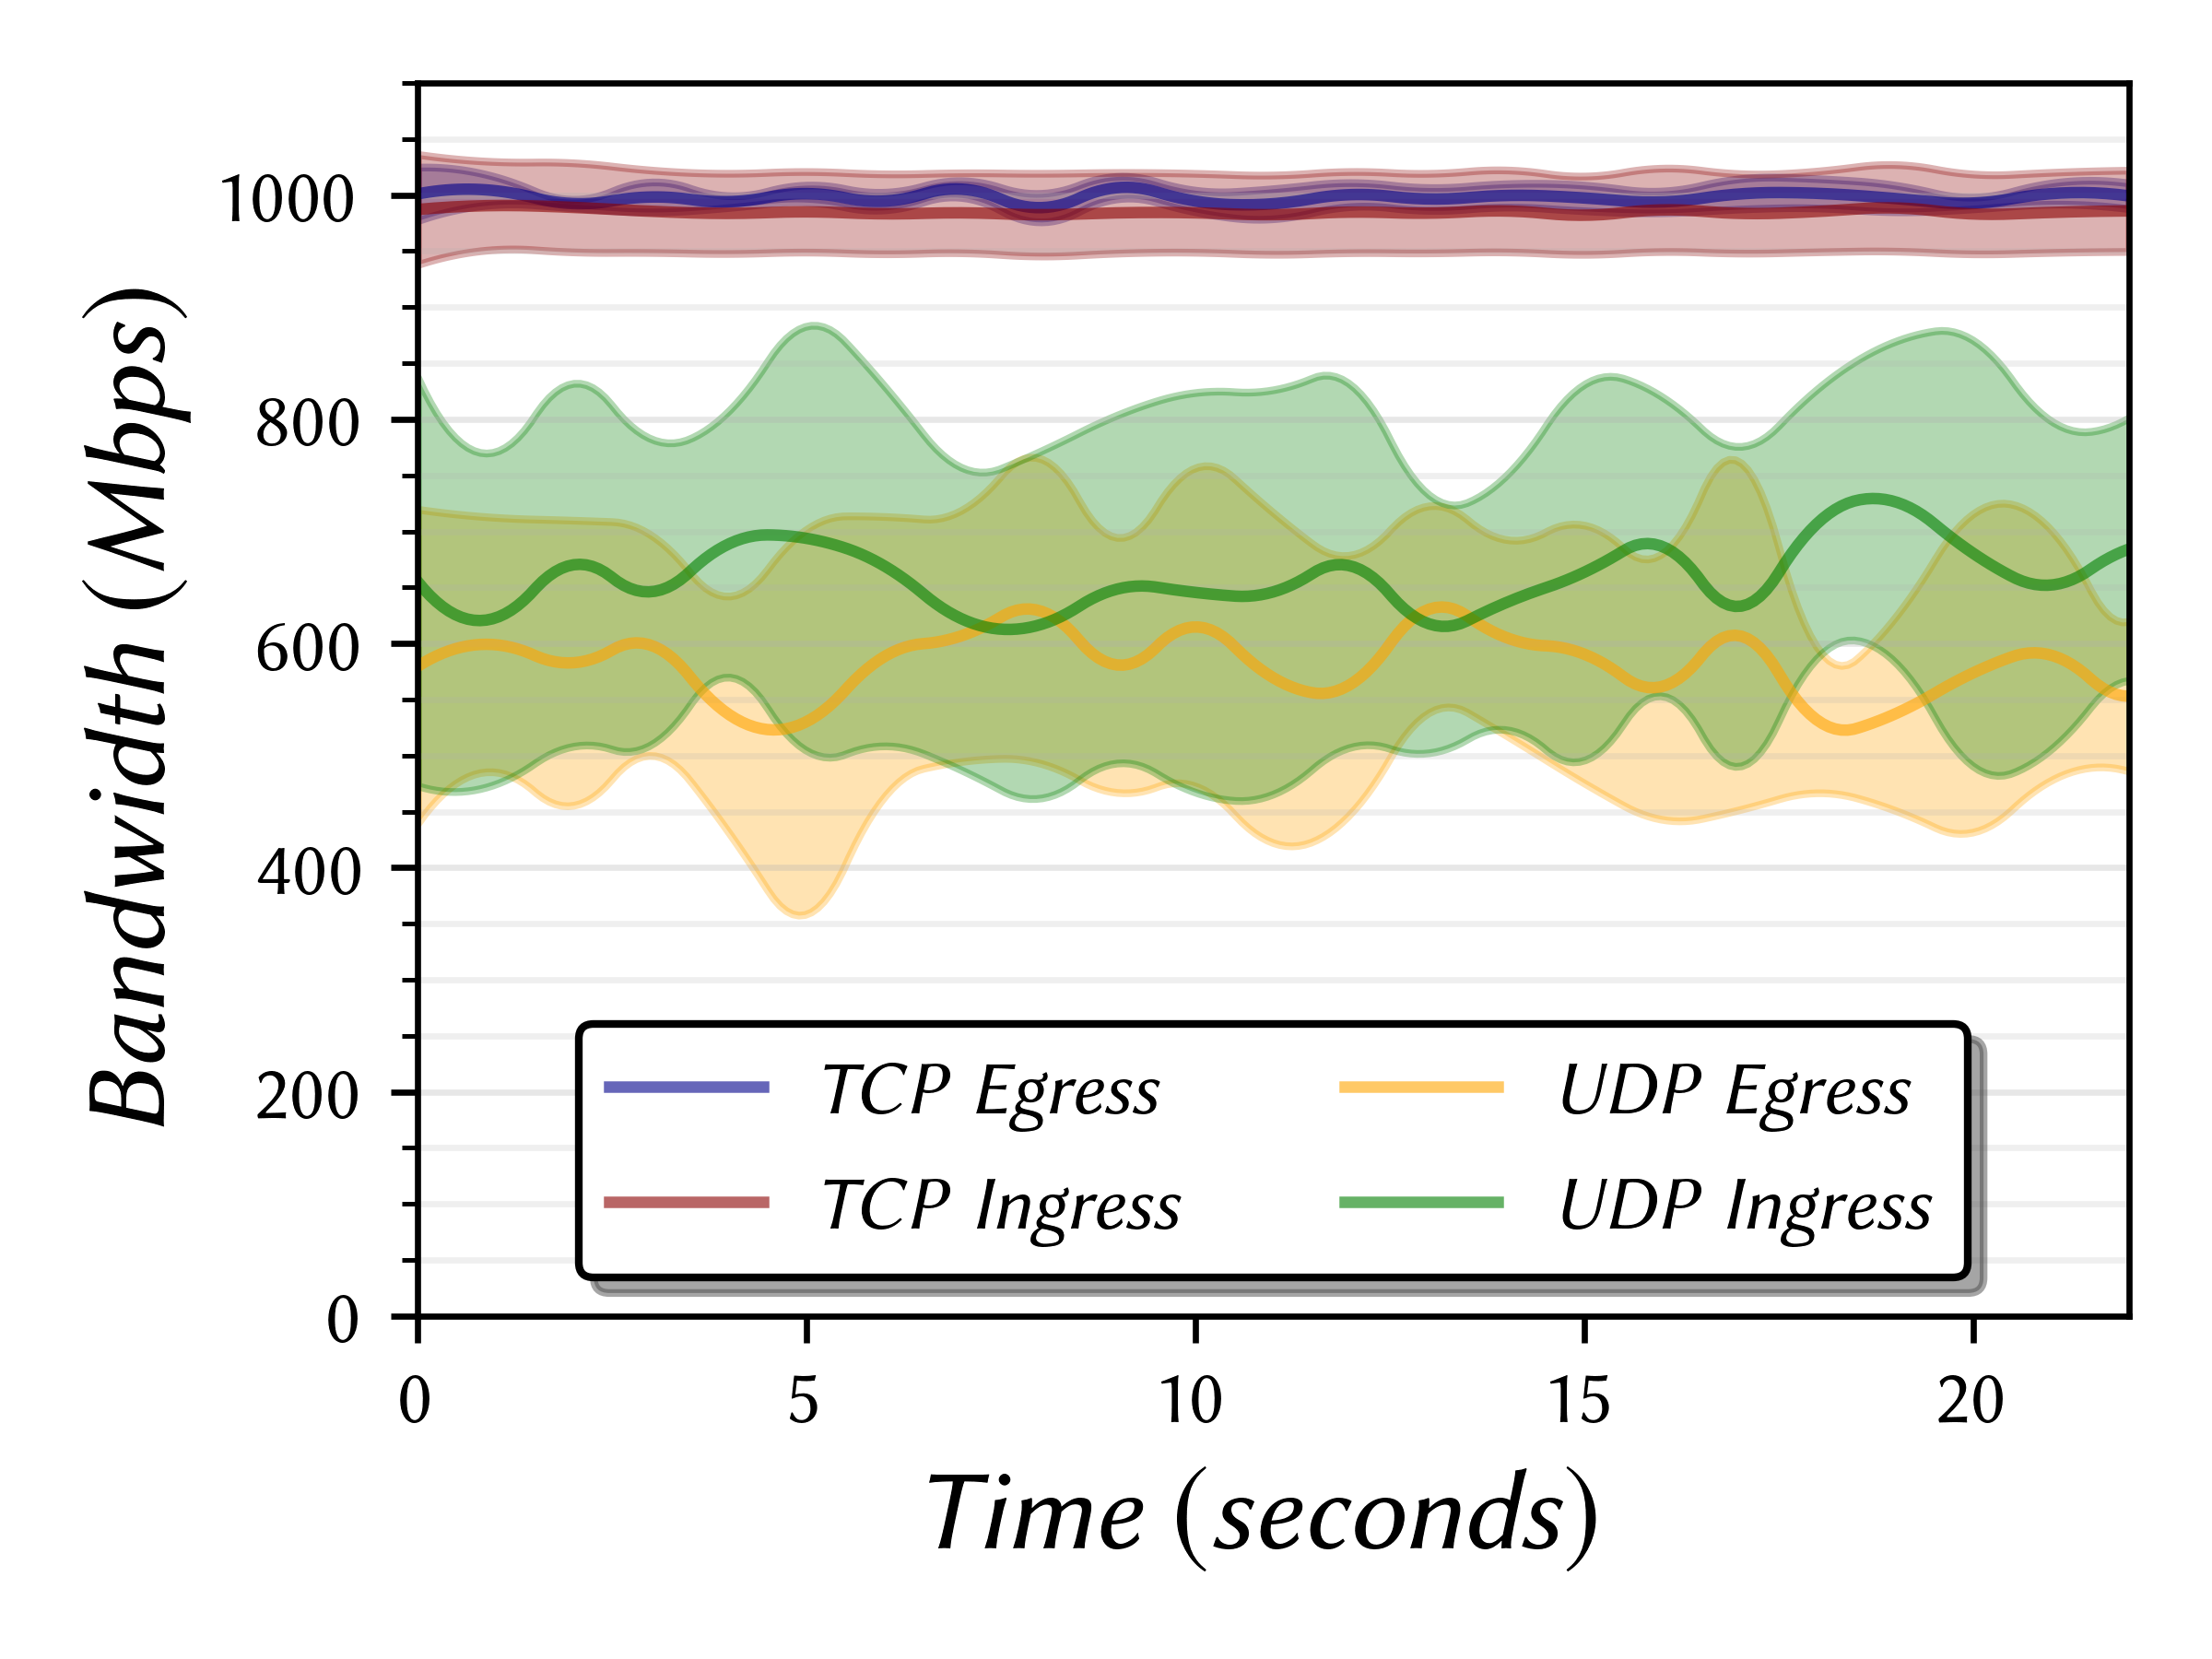 Bandwidth (Mbps)
1000
800
600
400
200
0
TCP Egress
TCP Ingress
UDP Egress
UDP Ingress
0 5 10 15 20
Time (seconds)